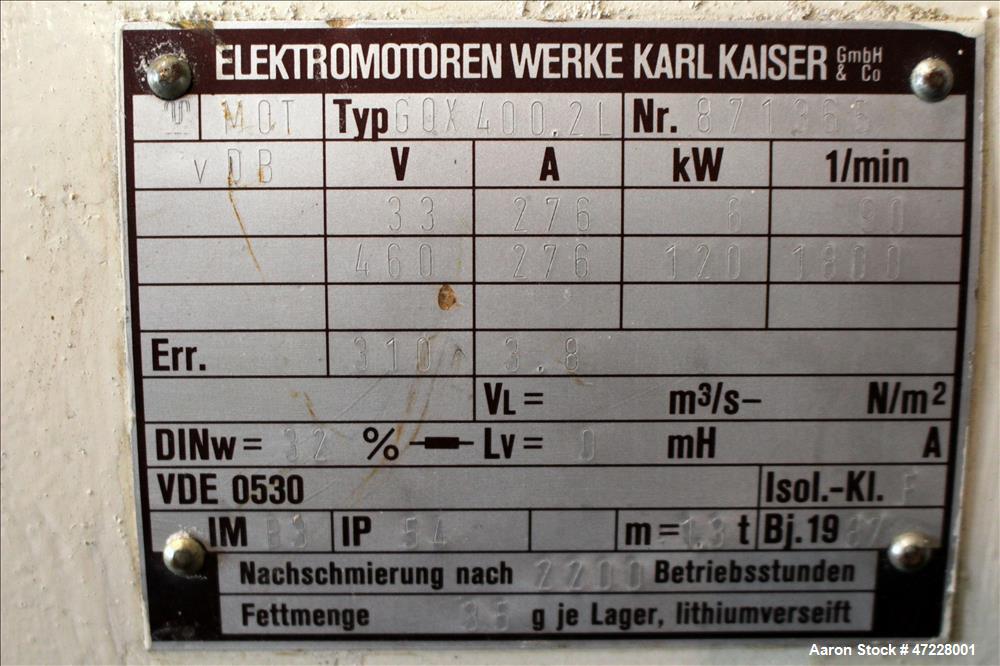 ELEKTROMOTOREN WERKE KARL KAISER GmbH & Co
MOT Typ GQX 400.2L Nr. 871365
v DB V A kW 1/min
33 276 6 90
460 276 120 1800
Err. 310 3.8
VL = m³/s– N/m²
DINw = 32 % Lv = 0 mH A
VDE 0530 Isol.-Kl. F
IM B3 IP 54 m = 1.3 t Bj.19 87
Nachschmierung nach 2200 Betriebsstunden
Fettmenge g je Lager, lithiumverseift
Aaron Stock # 47228001